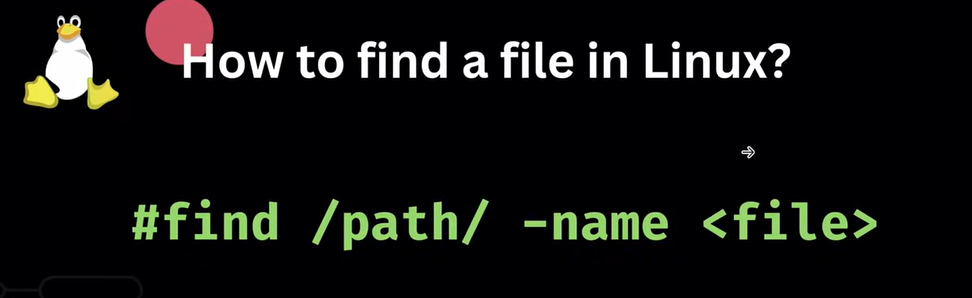 How to find a file in Linux?
#find /path/ -name <file>